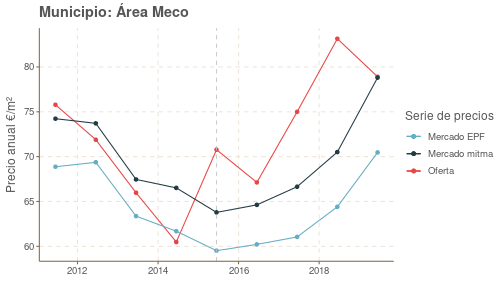 Municipio: Área Meco
Precio anual €/m²
80
75
70
65
60
2012
2014
2016
2018
Serie de precios
Mercado EPF
Mercado mitma
Oferta